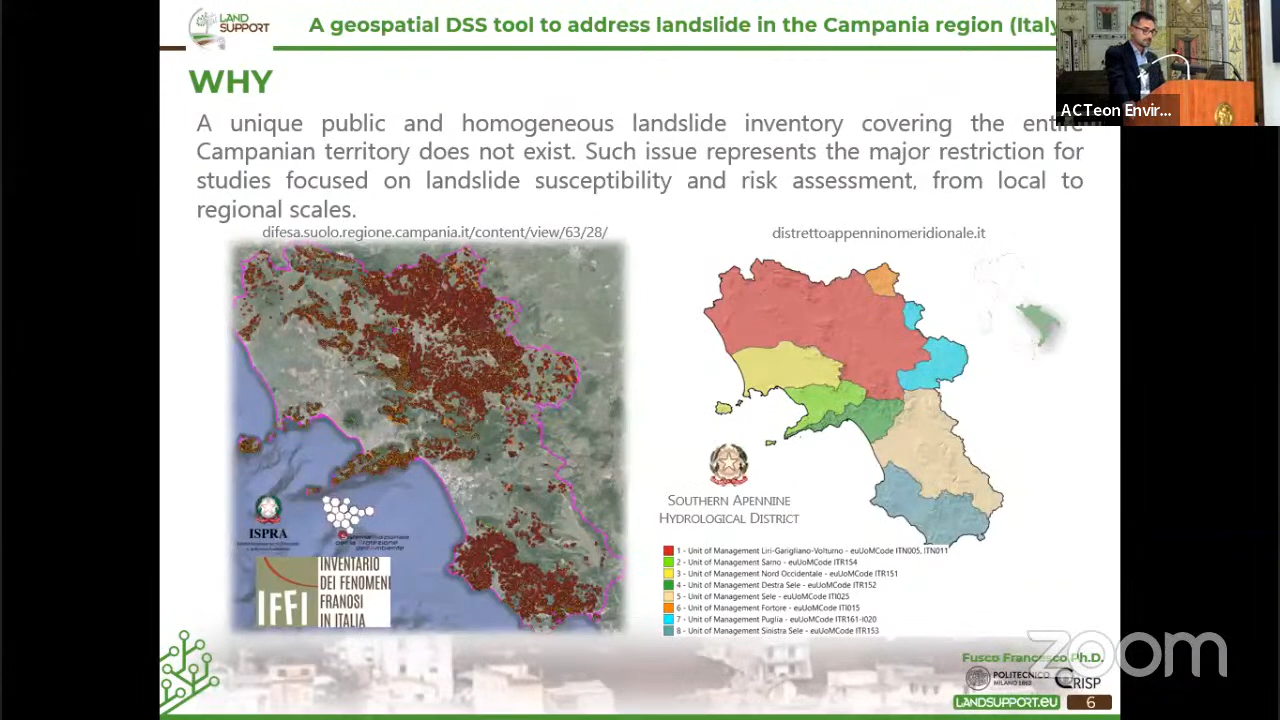 LAND
SUPPORT
A geospatial DSS tool to address landslide in the Campania region (Italy
ACTeon Envir...
WHY
A unique public and homogeneous landslide inventory covering the entire
Campanian territory does not exist. Such issue represents the major restriction for
studies focused on landslide susceptibility and risk assessment, from local to
regional scales.
difesa.suolo.regione.campania.it/content/view/63/28/
distrettoappenninomeridionale.it
ISPRA
IFFI
INVENTARIO
DEI FENOMENI
FRANOSI
IN ITALIA
SOUTHERN APENNINE
HYDROLOGICAL DISTRICT
1 - Unit of Management Liri-Garigliano-Volturno - euUoMCode ITN005, ITN011
2 - Unit of Management Sarno - euUoMCode ITR154
3 - Unit of Management Nord Occidentale - euUoMCode ITR151
4 - Unit of Management Destra Sele - euUoMCode ITR152
5 - Unit of Management Sele - euUoMCode ITI025
6 - Unit of Management Fortore - euUoMCode ITI015
7 - Unit of Management Puglia - euUoMCode ITR161-I020
8 - Unit of Management Sinistra Sele - euUoMCode ITR153
zoom
Fusco Francesco Ph.D.
POLITECNICO
MILANO 1863
CRISP
LANDSUPPORT.EU
6